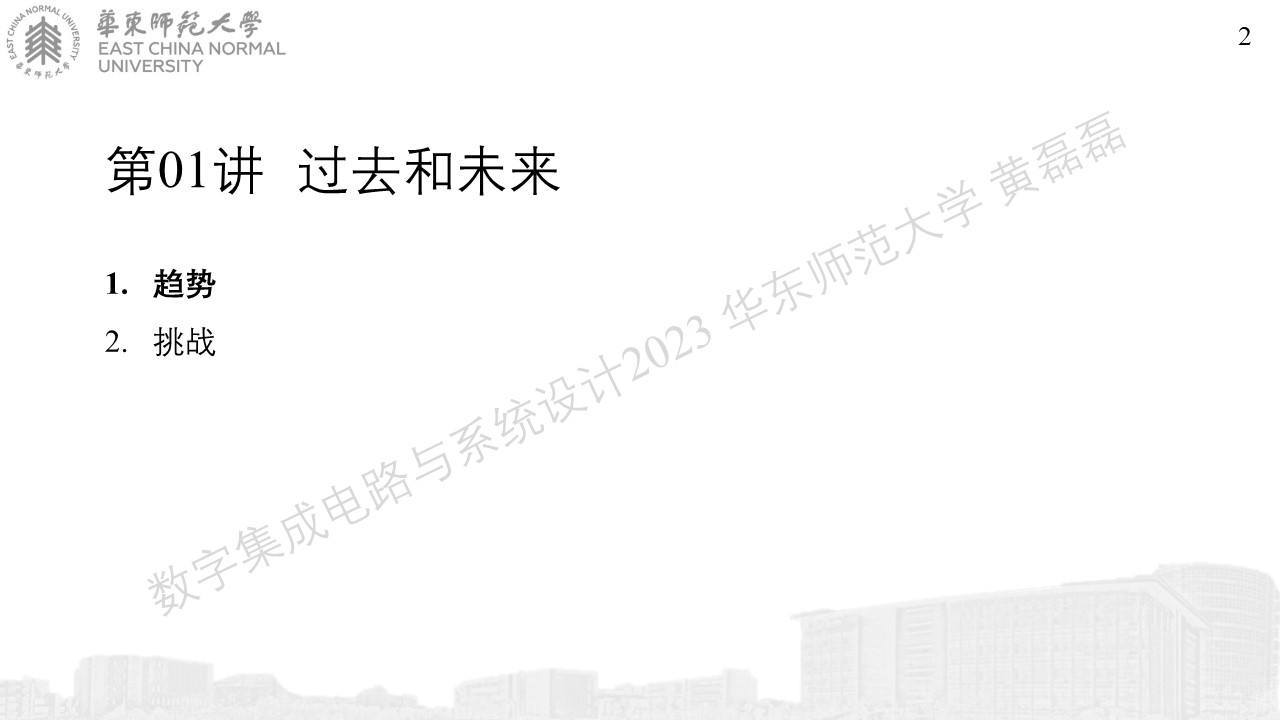 EAST CHINA NORMAL UNIVERSITY
華東師范大學
華東師范大學
EAST CHINA NORMAL
UNIVERSITY
2
第01讲 过去和未来
1. 趋势
2. 挑战
数字集成电路与系统设计2023 华东师范大学 黄磊磊